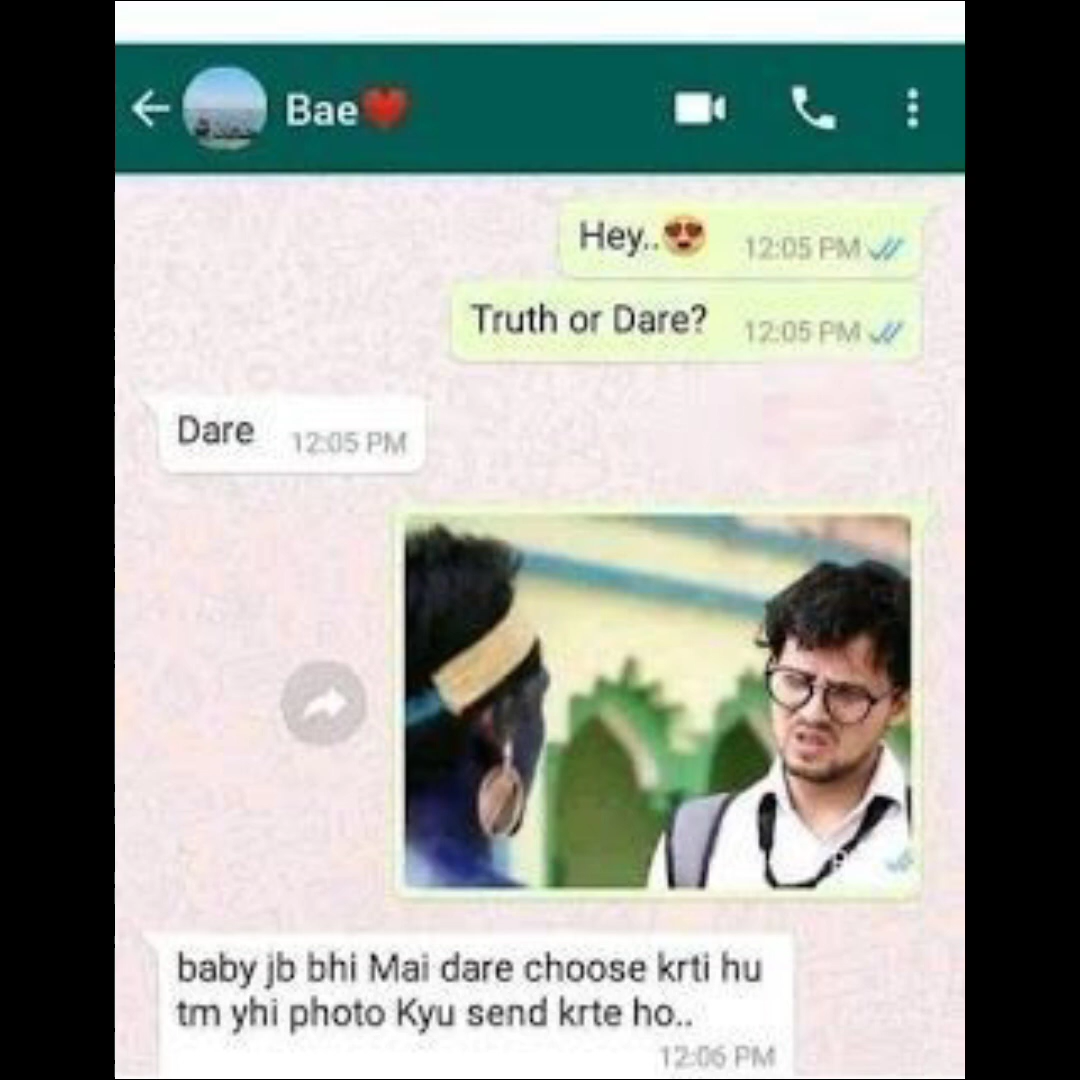 Bae❤️
Hey..😍 12:05 PM
Truth or Dare? 12:05 PM
Dare 12:05 PM
baby jb bhi Mai dare choose krti hu
tm yhi photo Kyu send krte ho..
12:06 PM